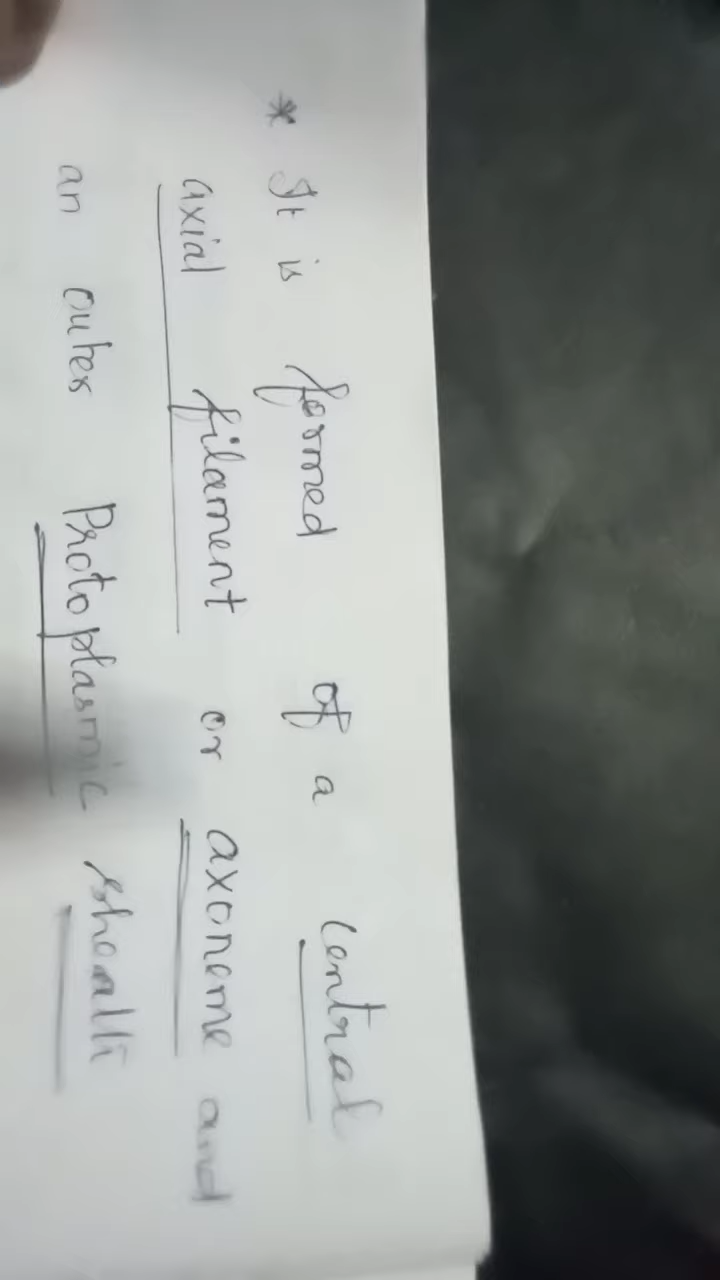 * It is formed of a central
axial filament or axoneme and
an outer Protoplasmic sheath